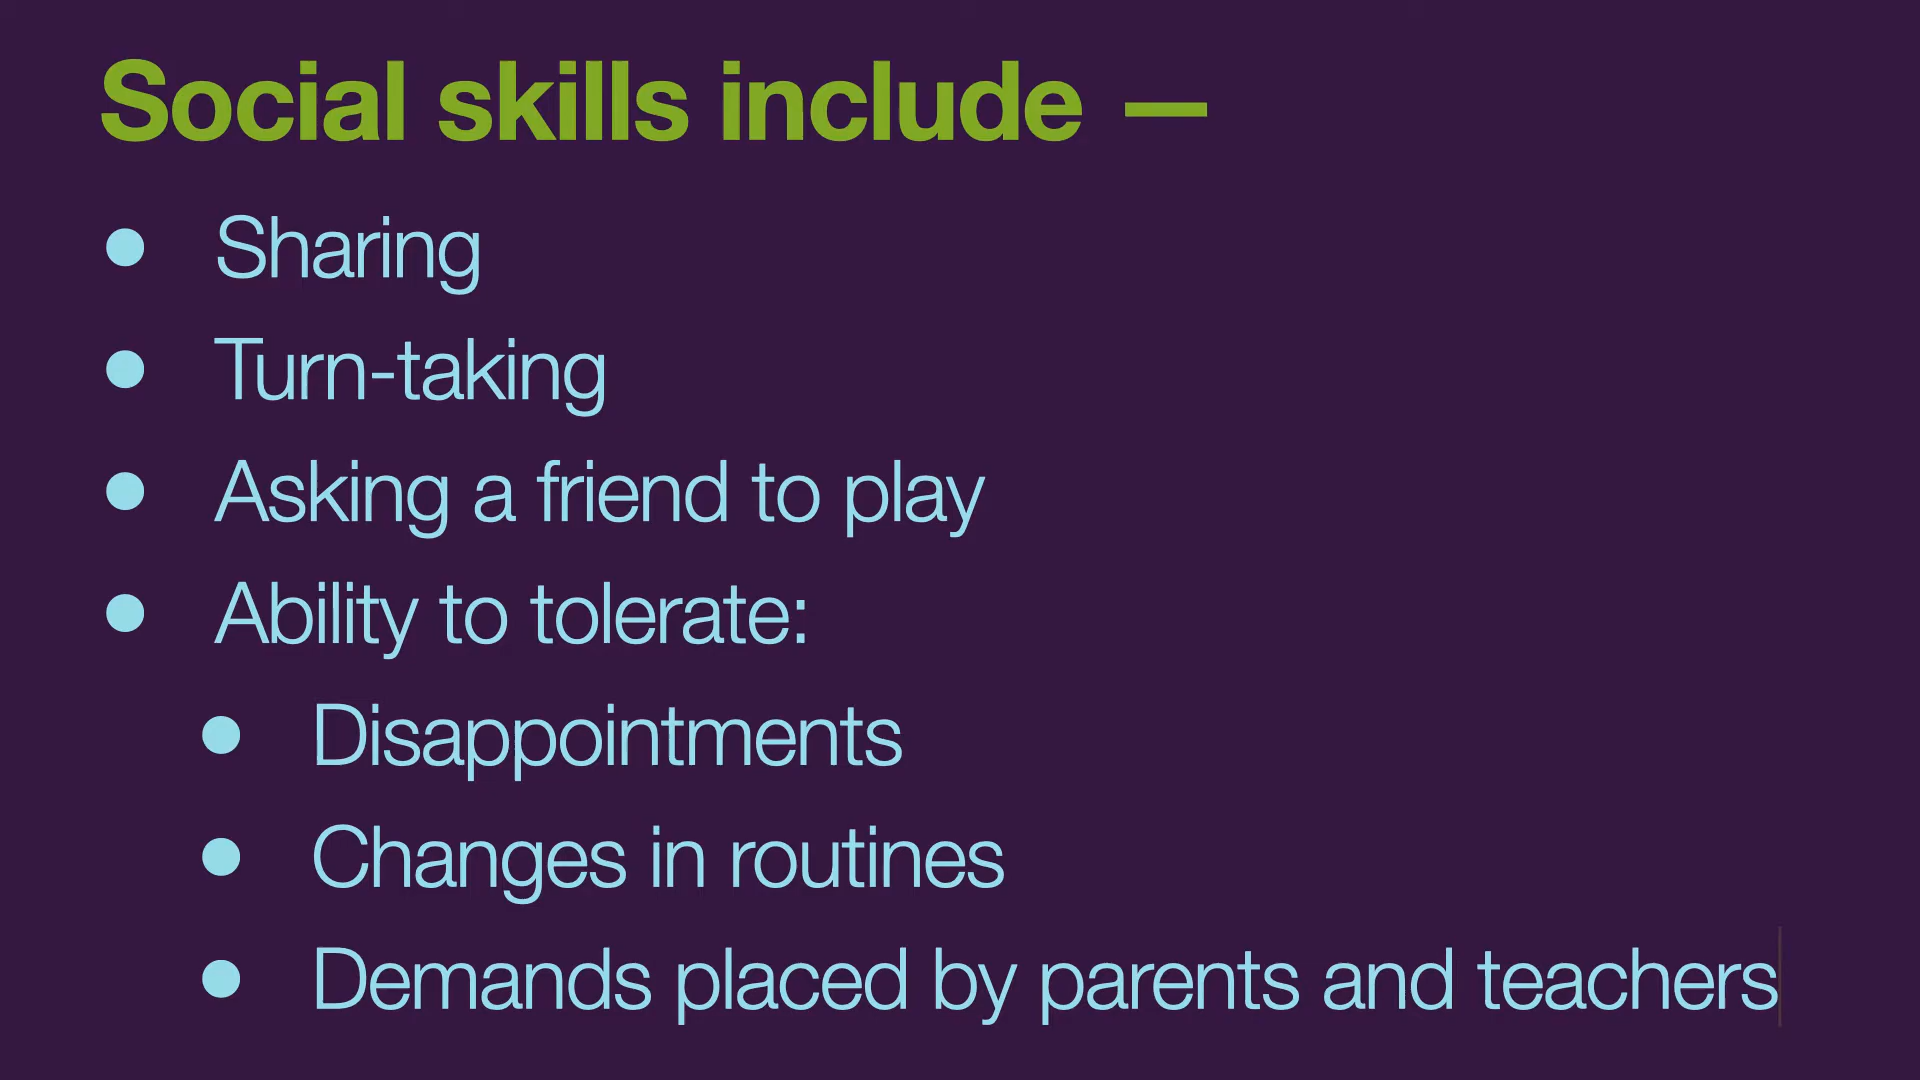 Social skills include —
• Sharing
• Turn-taking
• Asking a friend to play
• Ability to tolerate:
• Disappointments
• Changes in routines
• Demands placed by parents and teachers